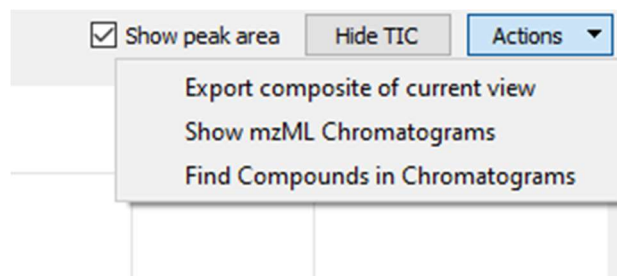 Show peak area Hide TIC Actions
Export composite of current view
Show mzML Chromatograms
Find Compounds in Chromatograms